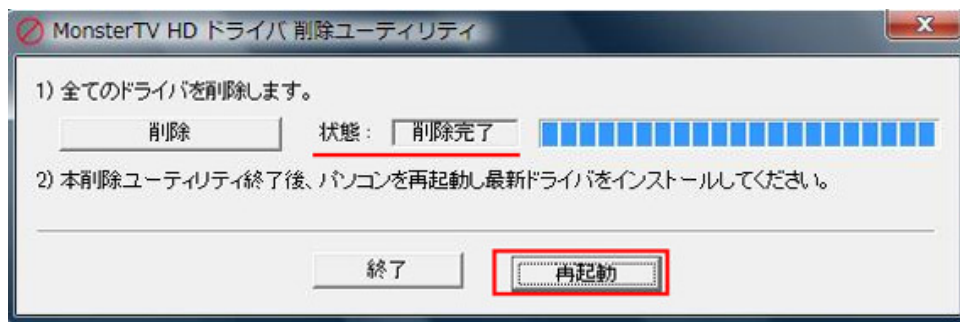 MonsterTV HD ドライバ 削除ユーティリティ
1) 全てのドライバを削除します。
削除 状態： 削除完了
2) 本削除ユーティリティ終了後、パソコンを再起動し最新ドライバをインストールしてください。
終了 再起動